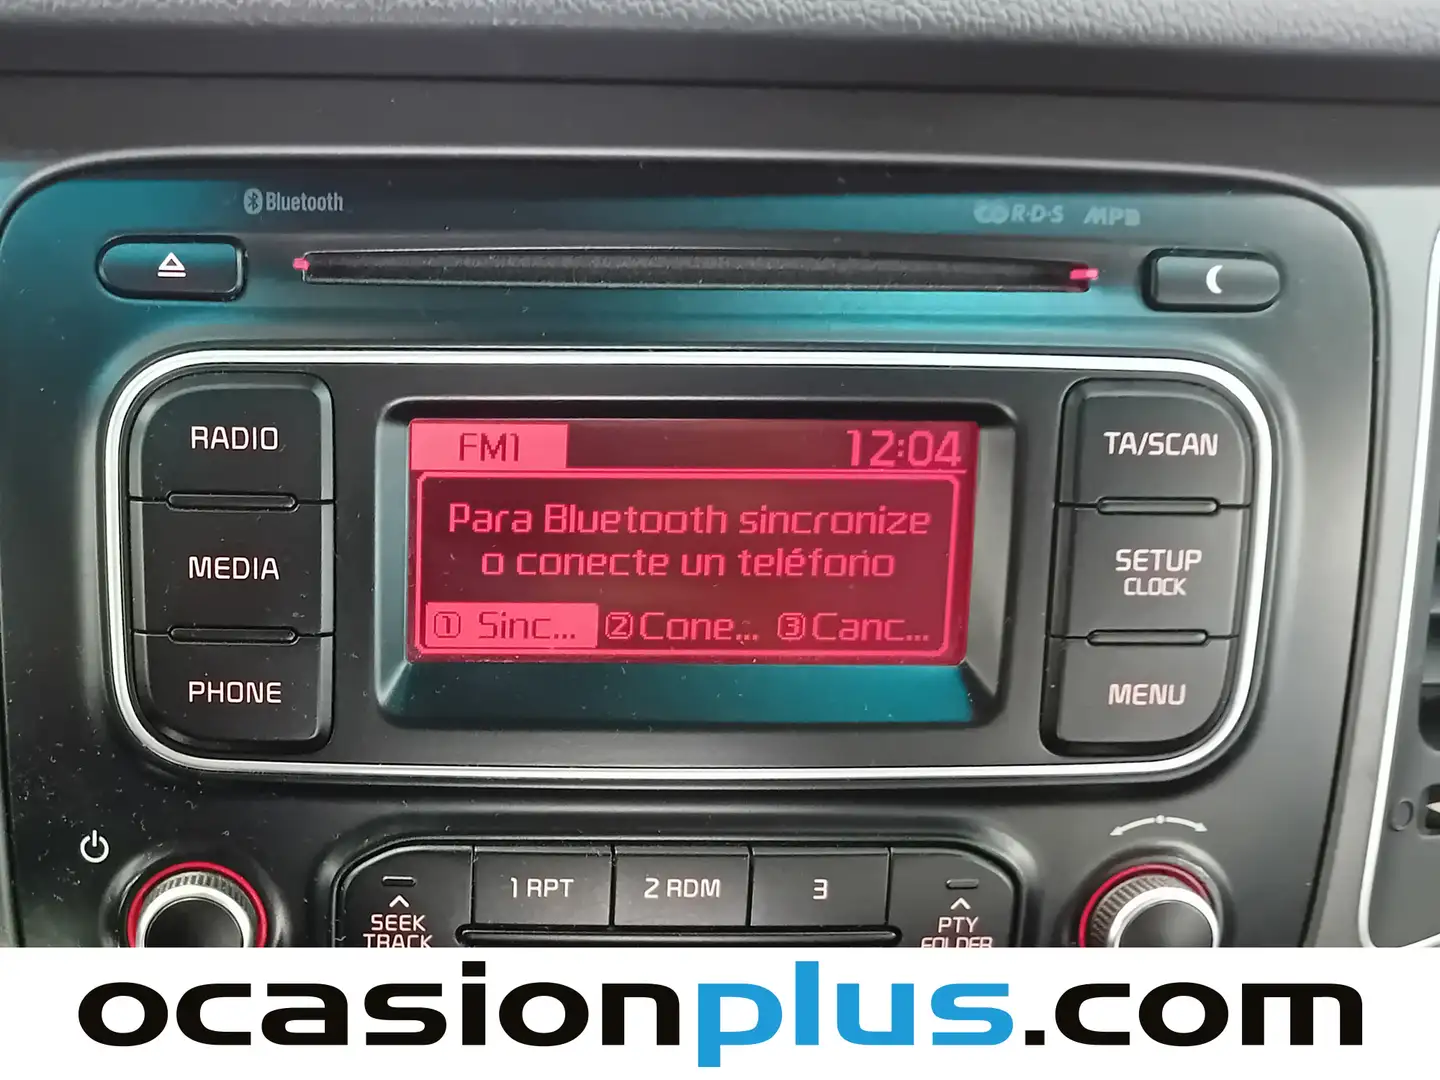 Bluetooth
R·D·S MP3
RADIO
MEDIA
PHONE
FM1 12:04
Para Bluetooth sincronize
o conecte un teléfono
① Sinc... ②Cone... ③Canc...
TA/SCAN
SETUP
CLOCK
MENU
SEEK
TRACK
1 RPT
2 RDM
3
PTY
FOLDER
ocasionplus.com